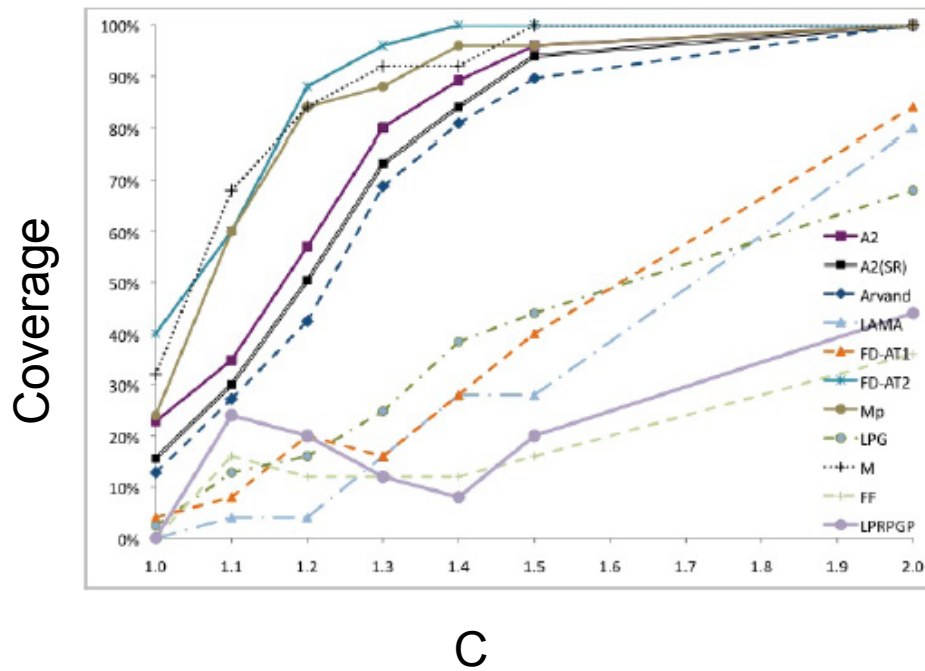 100%
90%
80%
70%
60%
50%
40%
30%
20%
10%
0%
Coverage
A2
A2(SR)
Arvand
LAMA
FD-AT1
FD-AT2
Mp
LPG
M
FF
LPRPGP
1.0 1.1 1.2 1.3 1.4 1.5 1.6 1.7 1.8 1.9 2.0
C